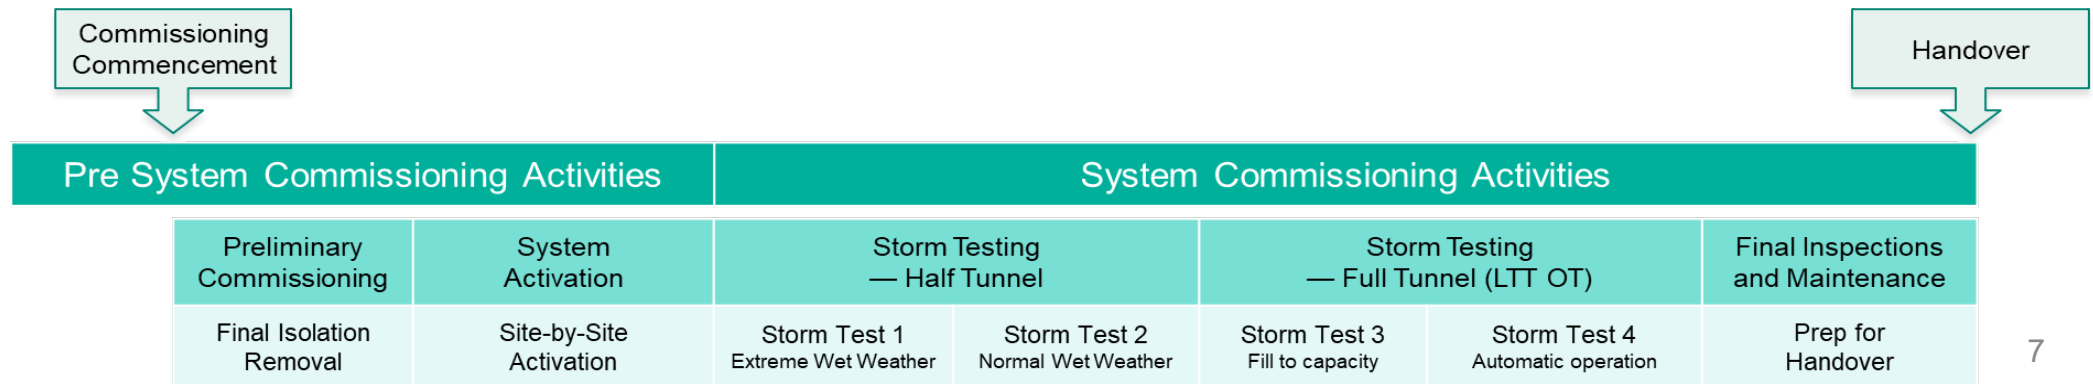 Commissioning
Commencement
Handover
Pre System Commissioning Activities
System Commissioning Activities
Preliminary
Commissioning
System
Activation
Storm Testing
— Half Tunnel
Storm Testing
— Full Tunnel (LTT OT)
Final Inspections
and Maintenance
Final Isolation
Removal
Site-by-Site
Activation
Storm Test 1
Extreme Wet Weather
Storm Test 2
Normal Wet Weather
Storm Test 3
Fill to capacity
Storm Test 4
Automatic operation
Prep for
Handover
7